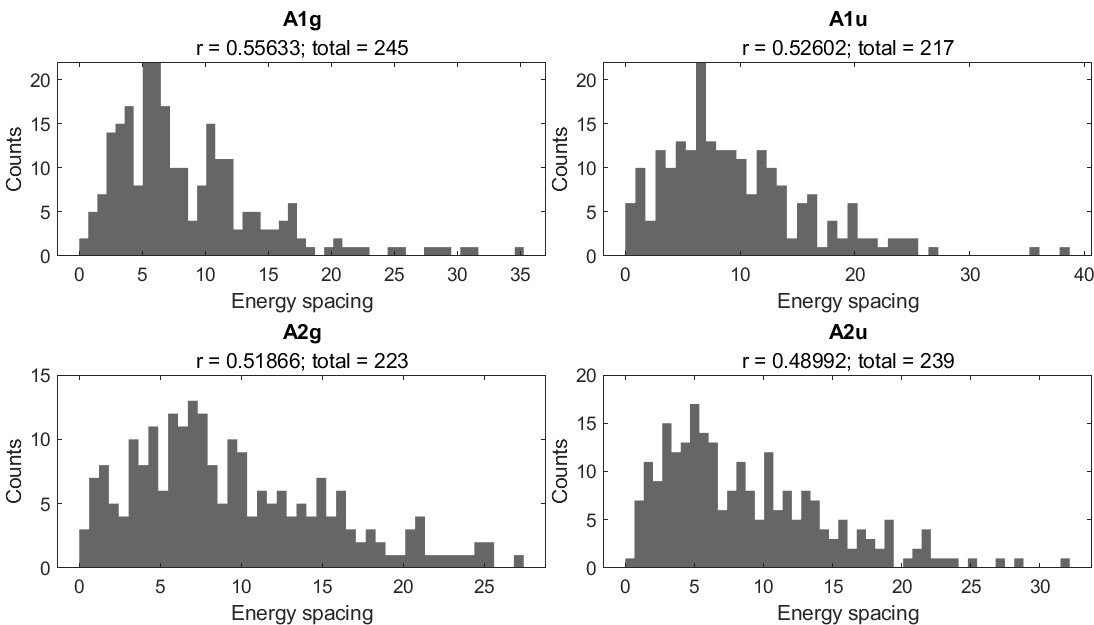 A1g
r = 0.55633; total = 245
20
15
10
5
0
Counts
0 5 10 15 20 25 30 35
Energy spacing
A1u
r = 0.52602; total = 217
20
15
10
5
0
Counts
0 10 20 30 40
Energy spacing
A2g
r = 0.51866; total = 223
15
10
5
0
Counts
0 5 10 15 20 25
Energy spacing
A2u
r = 0.48992; total = 239
20
15
10
5
0
Counts
0 5 10 15 20 25 30
Energy spacing